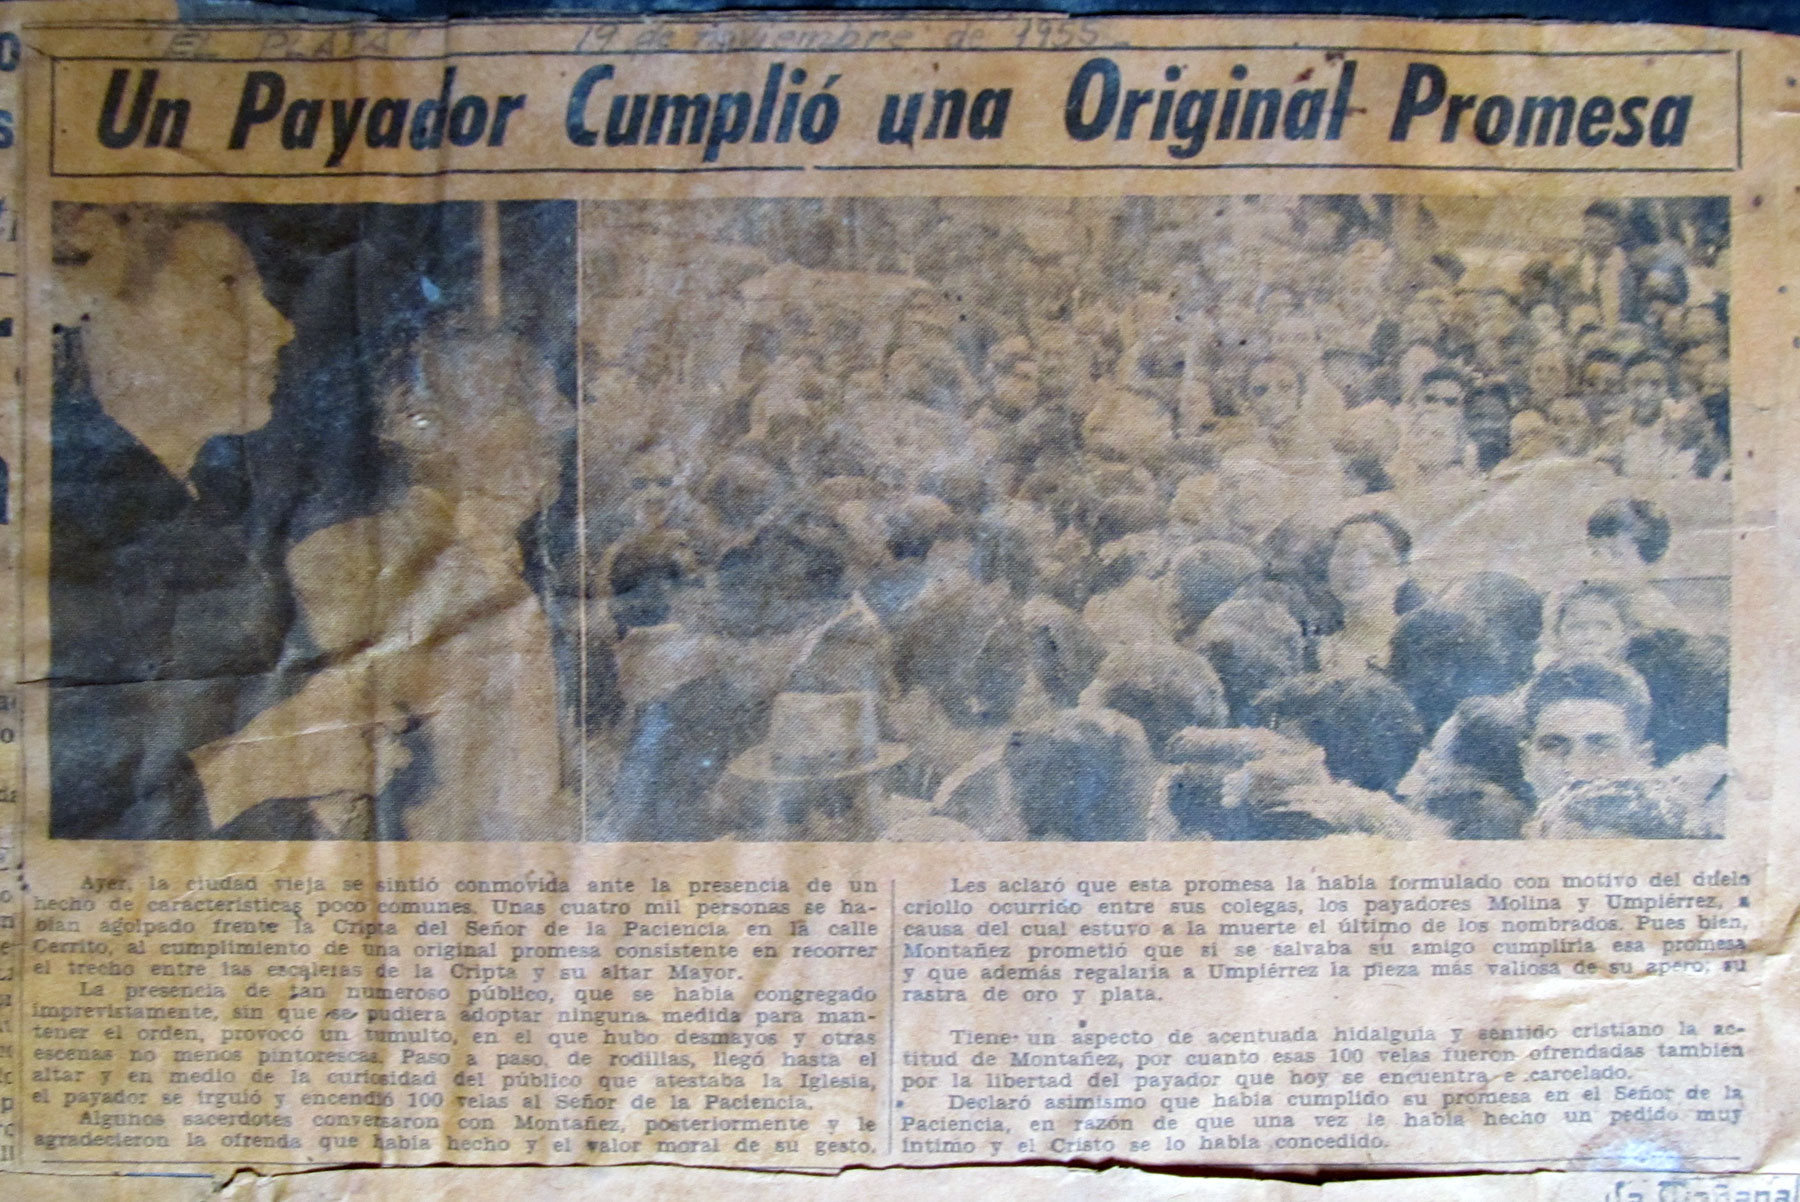 "EL PLATA" 19 de noviembre de 1955
Un Payador Cumplió una Original Promesa
Ayer, la ciudad vieja se sintió conmovida ante la presencia de un
hecho de características poco comunes. Unas cuatro mil personas se ha-
bían agolpado frente la Cripta del Señor de la Paciencia en la calle
Cerrito, al cumplimiento de una original promesa consistente en recorrer
el trecho entre las escaleras de la Cripta y su altar Mayor.
La presencia de tan numeroso público, que se había congregado
imprevistamente, sin que se pudiera adoptar ninguna medida para man-
tener el orden, provocó un tumulto, en el que hubo desmayos y otras
escenas no menos pintorescas. Paso a paso, de rodillas, llegó hasta el
altar y en medio de la curiosidad del público que atestaba la Iglesia,
el payador se irguió y encendió 100 velas al Señor de la Paciencia.
Algunos sacerdotes conversaron con Montañez, posteriormente y le
agradecieron la ofrenda que había hecho y el valor moral de su gesto.
Les aclaró que esta promesa la había formulado con motivo del duelo
criollo ocurrido entre sus colegas, los payadores Molina y Umpiérrez, a
causa del cual estuvo a la muerte el último de los nombrados. Pues bien,
Montañez prometió que si se salvaba su amigo cumpliría esa promesa
y que además regalaría a Umpiérrez la pieza más valiosa de su apero; su
rastra de oro y plata.
Tiene un aspecto de acentuada hidalguía y sentido cristiano la ac-
titud de Montañez, por cuanto esas 100 velas fueron ofrendadas también
por la libertad del payador que hoy se encuentra e carcelado.
Declaró asimismo que había cumplido su promesa en el Señor de la
Paciencia, en razón de que una vez le había hecho un pedido muy
íntimo y el Cristo se lo había concedido.